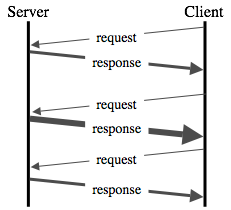 Server Client
request
response
request
response
request
response